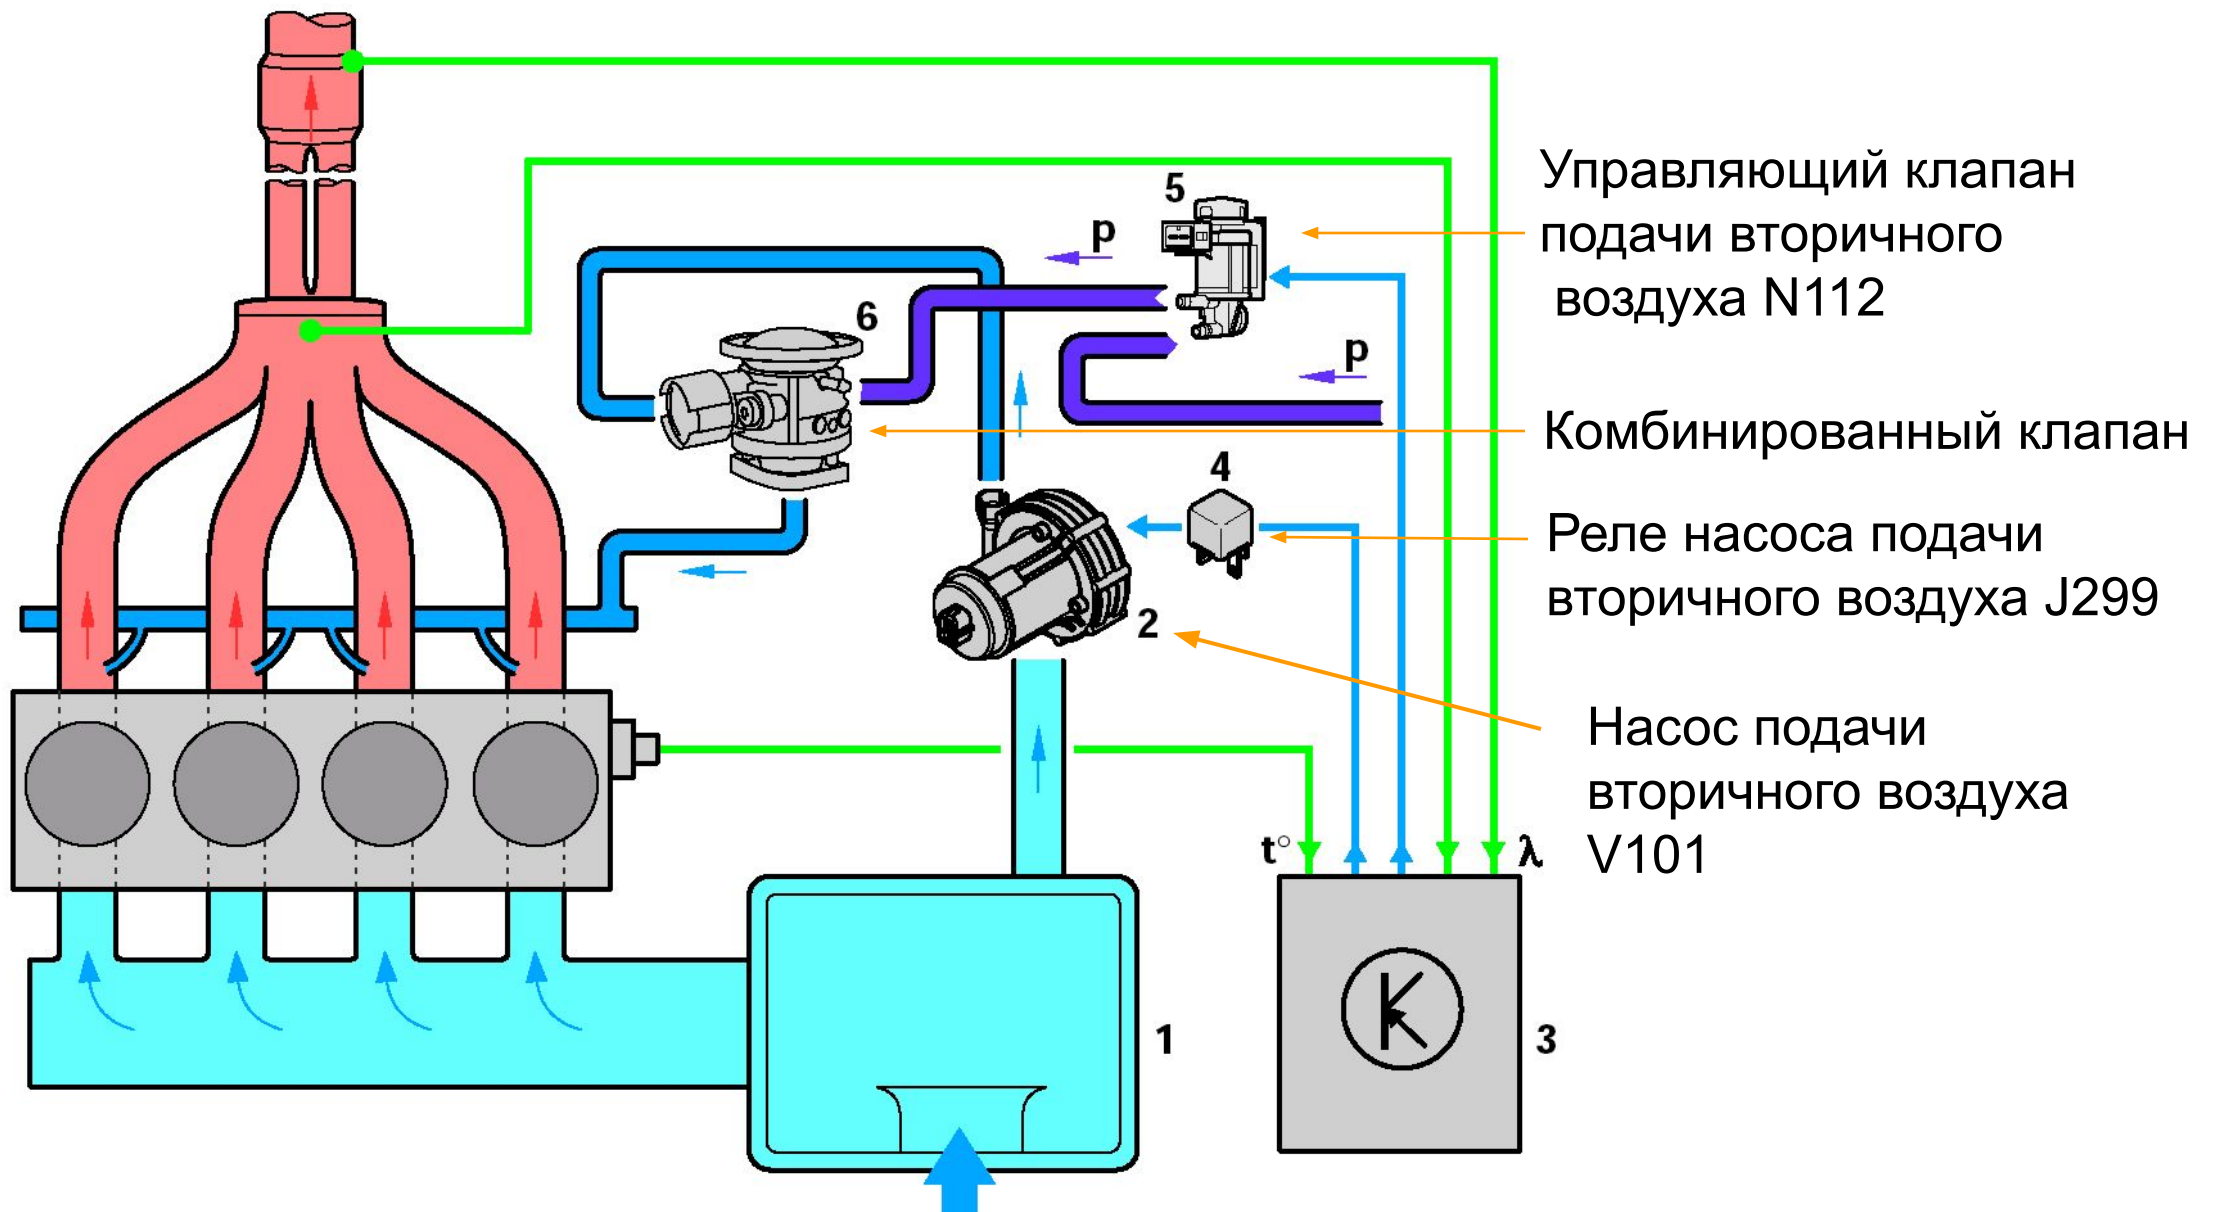 Управляющий клапан
подачи вторичного
воздуха N112
5
p
6
p
Комбинированный клапан
4
Реле насоса подачи
вторичного воздуха J299
2
Насос подачи
вторичного воздуха
V101
t° λ
1
3